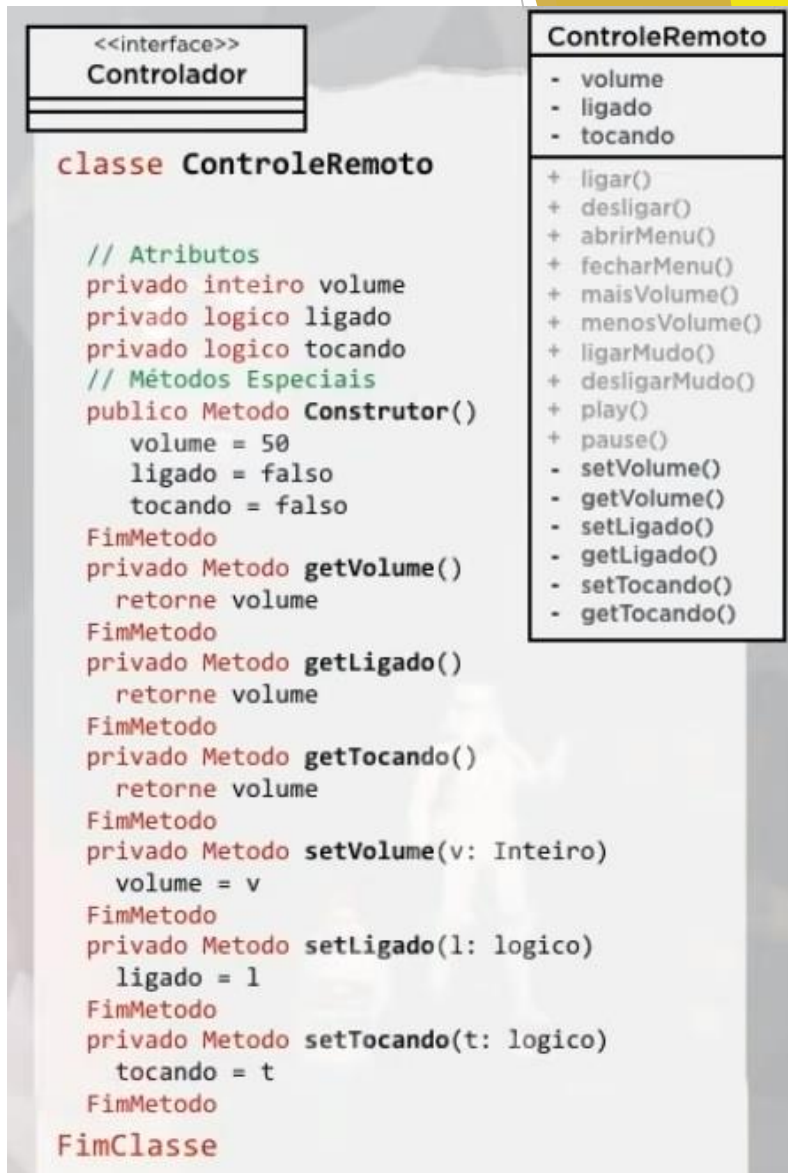 <<interface>>
Controlador
ControleRemoto
- volume
- ligado
- tocando
+ ligar()
+ desligar()
+ abrirMenu()
+ fecharMenu()
+ maisVolume()
+ menosVolume()
+ ligarMudo()
+ desligarMudo()
+ play()
+ pause()
- setVolume()
- getVolume()
- setLigado()
- getLigado()
- setTocando()
- getTocando()
classe ControleRemoto
// Atributos
privado inteiro volume
privado logico ligado
privado logico tocando
// Métodos Especiais
publico Metodo Construtor()
volume = 50
ligado = falso
tocando = falso
FimMetodo
privado Metodo getVolume()
retorne volume
FimMetodo
privado Metodo getLigado()
retorne volume
FimMetodo
privado Metodo getTocando()
retorne volume
FimMetodo
privado Metodo setVolume(v: Inteiro)
volume = v
FimMetodo
privado Metodo setLigado(l: logico)
ligado = l
FimMetodo
privado Metodo setTocando(t: logico)
tocando = t
FimMetodo
FimClasse